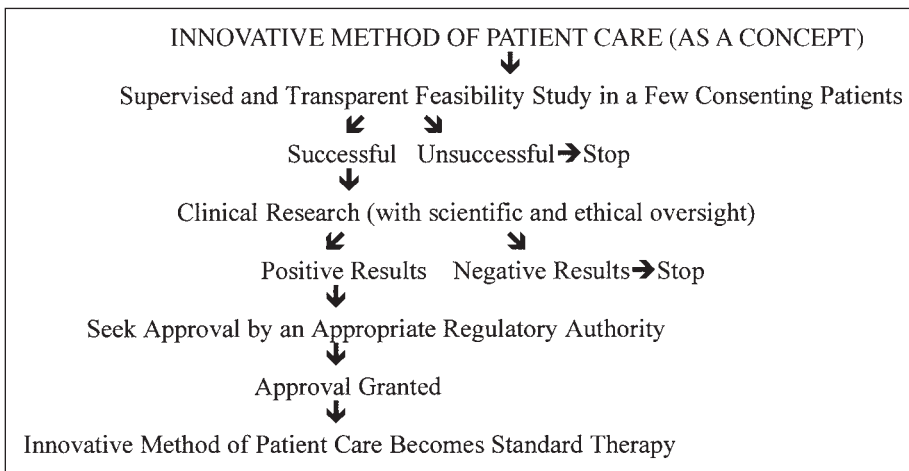 INNOVATIVE METHOD OF PATIENT CARE (AS A CONCEPT)
Supervised and Transparent Feasibility Study in a Few Consenting Patients
Successful Unsuccessful➔Stop
Clinical Research (with scientific and ethical oversight)
Positive Results Negative Results➔Stop
Seek Approval by an Appropriate Regulatory Authority
Approval Granted
Innovative Method of Patient Care Becomes Standard Therapy